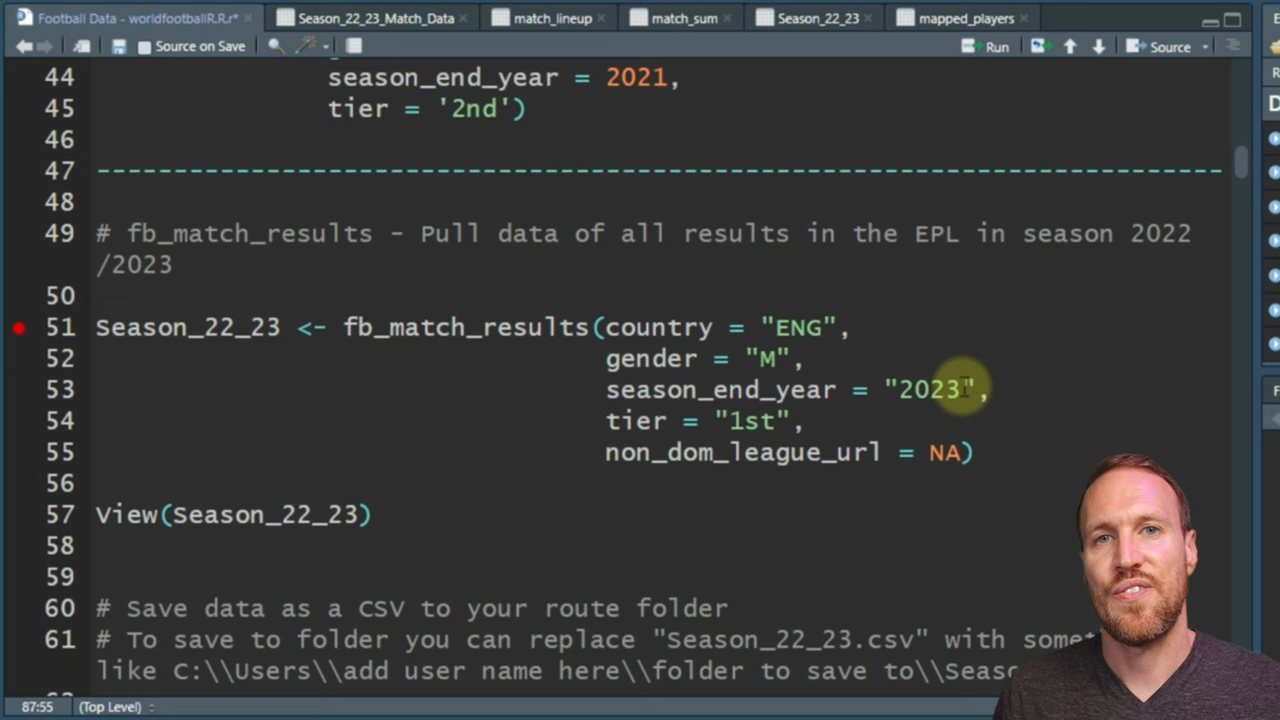 Football Data - worldfootballR.R.r*
Season_22_23_Match_Data
match_lineup
match_sum
Season_22_23
mapped_players
Source on Save
Run
Source
44 season_end_year = 2021,
45 tier = '2nd')
46
47 --------------------------------------------------------------------------
48
49 # fb_match_results - Pull data of all results in the EPL in season 2022
/2023
50
51 Season_22_23 <- fb_match_results(country = "ENG",
52 gender = "M",
53 season_end_year = "2023",
54 tier = "1st",
55 non_dom_league_url = NA)
56
57 View(Season_22_23)
58
59
60 # Save data as a CSV to your route folder
61 # To save to folder you can replace "Season_22_23.csv" with
like C:\\Users\\add user name here\\folder to save to\\
87:55 (Top Level)